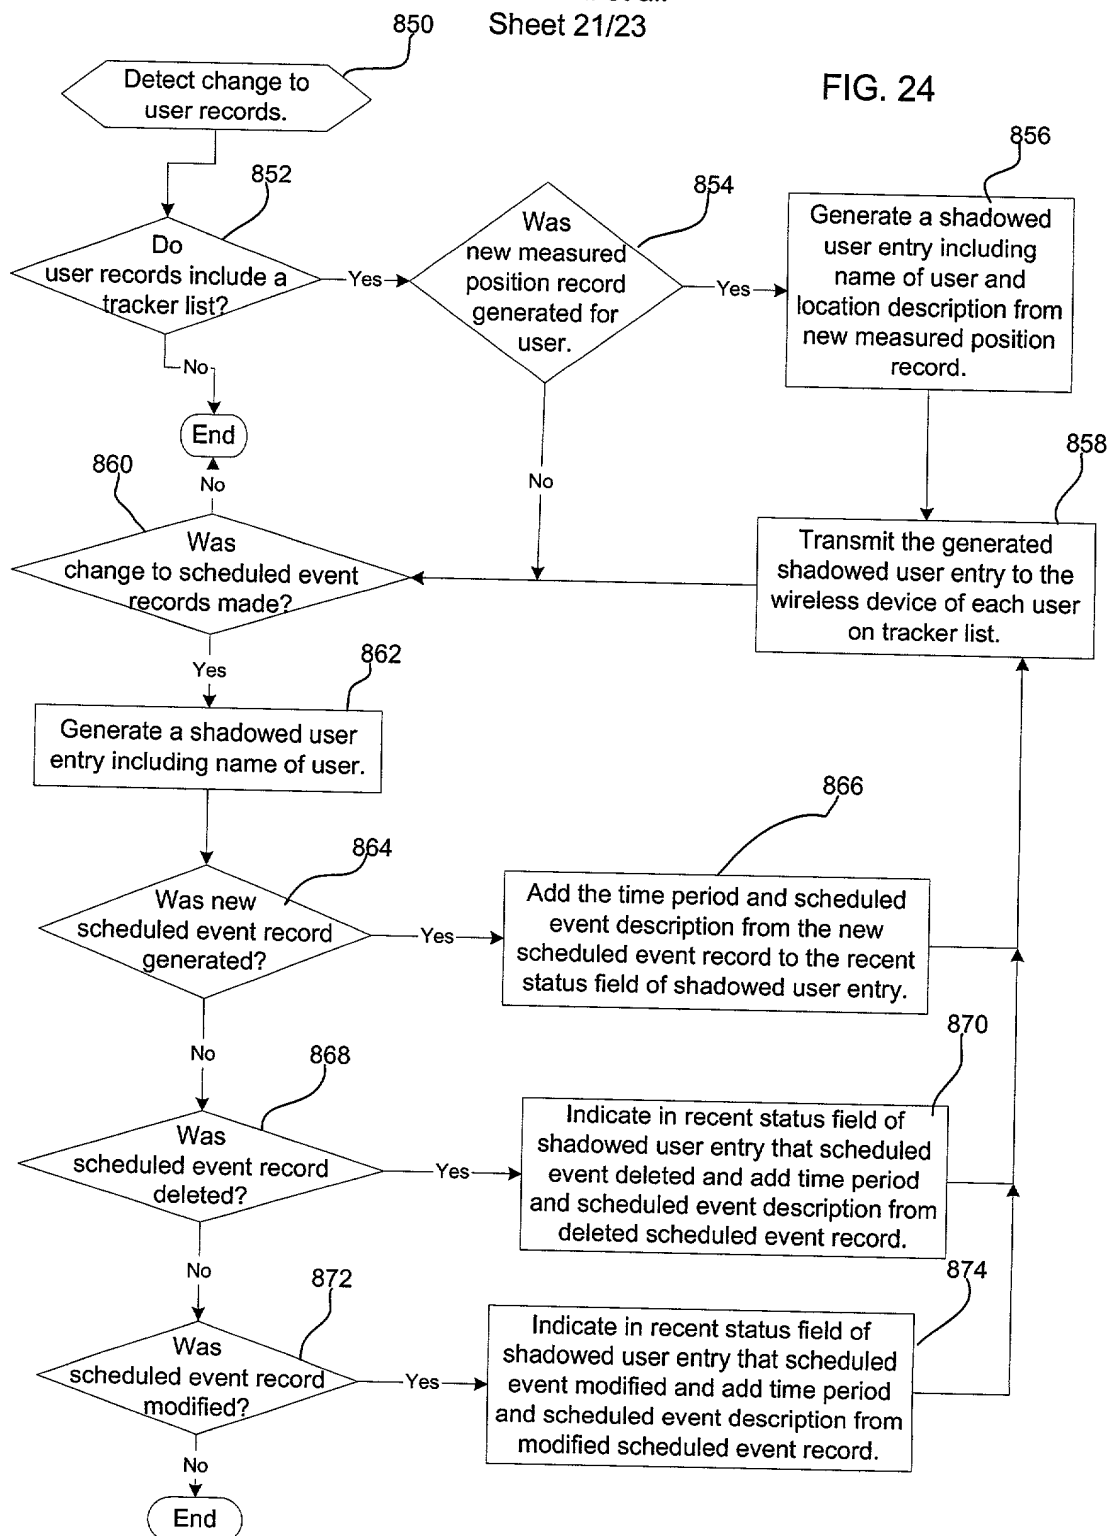 Sheet 21/23
FIG. 24
850
Detect change to
user records.
852
Do
user records include a
tracker list?
Yes
No
End
854
Was
new measured
position record
generated for
user.
Yes
No
856
Generate a shadowed
user entry including
name of user and
location description from
new measured position
record.
858
Transmit the generated
shadowed user entry to the
wireless device of each user
on tracker list.
860
No
Was
change to scheduled event
records made?
Yes
862
Generate a shadowed user
entry including name of user.
864
Was new
scheduled event record
generated?
Yes
No
866
Add the time period and scheduled
event description from the new
scheduled event record to the recent
status field of shadowed user entry.
868
Was
scheduled event record
deleted?
Yes
No
870
Indicate in recent status field of
shadowed user entry that scheduled
event deleted and add time period
and scheduled event description from
deleted scheduled event record.
872
Was
scheduled event record
modified?
Yes
No
874
Indicate in recent status field of
shadowed user entry that scheduled
event modified and add time period
and scheduled event description from
modified scheduled event record.
End